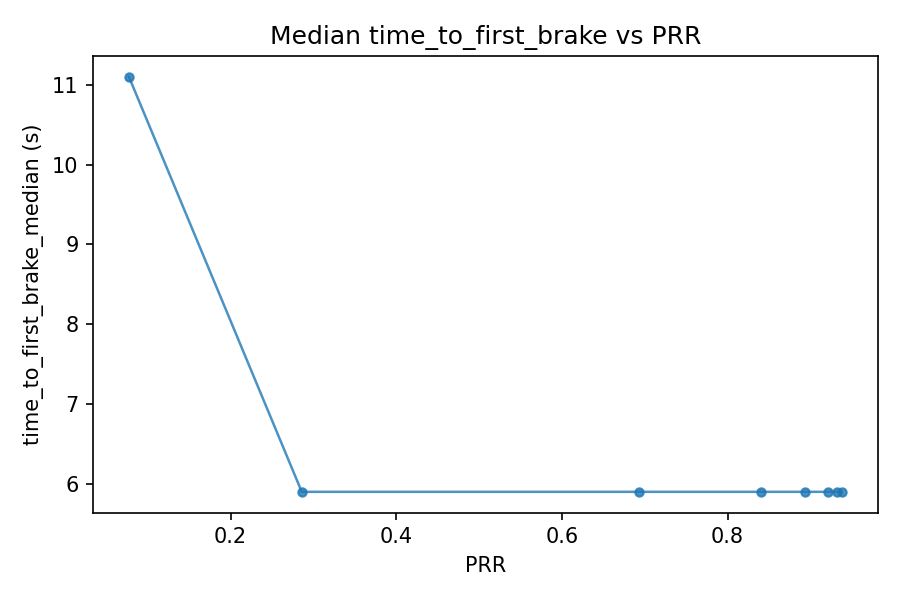 Median time_to_first_brake vs PRR
time_to_first_brake_median (s)
11
10
9
8
7
6
0.2 0.4 0.6 0.8
PRR